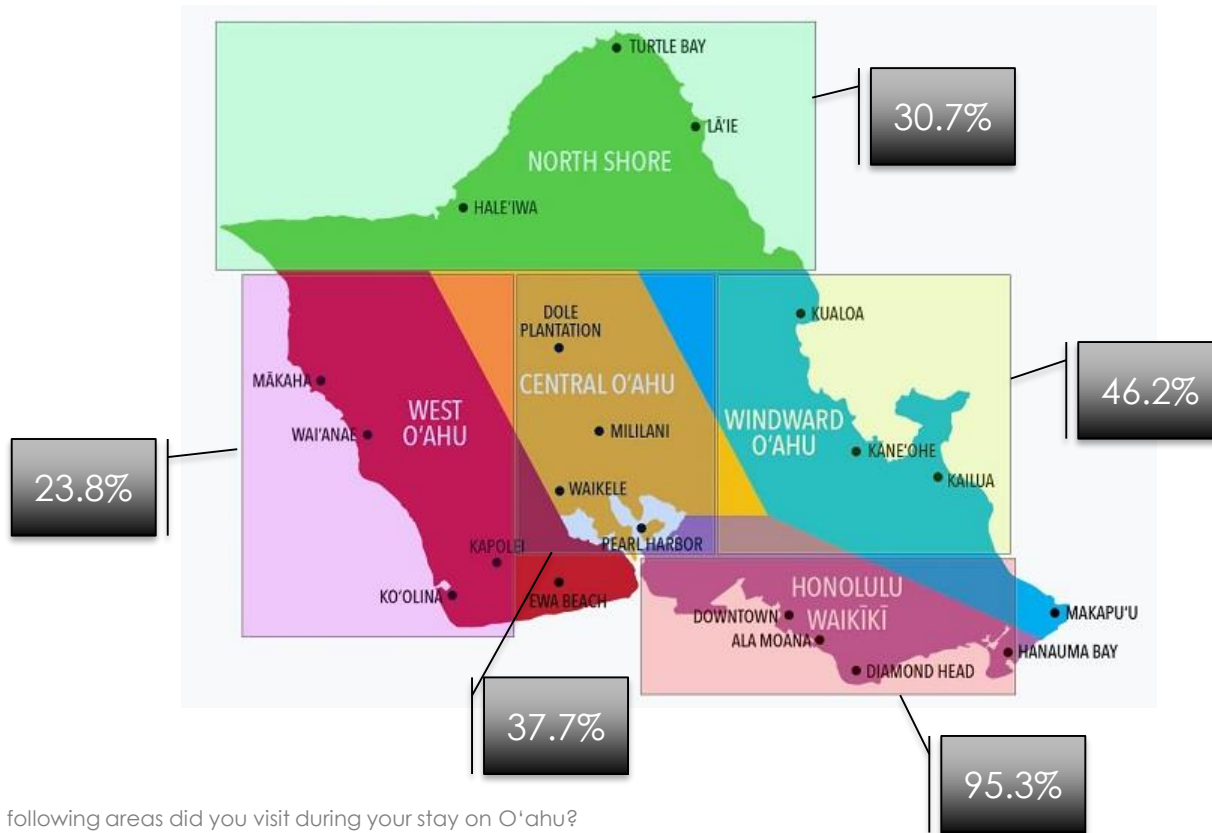 TURTLE BAY
30.7%
LĀ'IE
NORTH SHORE
HALE'IWA
KUALOA
DOLE
PLANTATION
MĀKAHA
CENTRAL O'AHU
46.2%
WEST
O'AHU
WINDWARD
O'AHU
WAI'ANAE
MILILANI
KĀNE'OHE
KAILUA
23.8%
WAIKELE
PEARL HARBOR
KAPOLEI
KO'OLINA
EWA BEACH
HONOLULU
WAIKĪKĪ
DOWNTOWN
ALA MOANA
MAKAPU'U
HANAUMA BAY
DIAMOND HEAD
37.7%
95.3%
following areas did you visit during your stay on O'ahu?